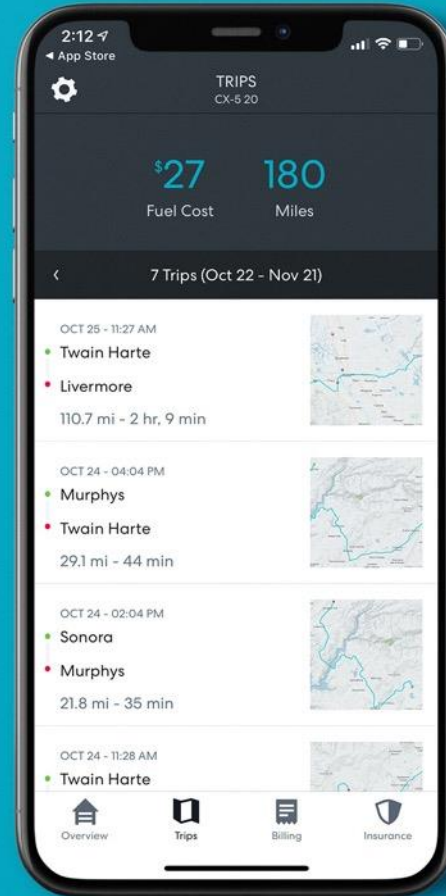 2:12
◀ App Store
TRIPS
CX-5 20
$27
180
Fuel Cost
Miles
7 Trips (Oct 22 - Nov 21)
OCT 25 - 11:27 AM
Twain Harte
Livermore
110.7 mi - 2 hr, 9 min
OCT 24 - 04:04 PM
Murphys
Twain Harte
29.1 mi - 44 min
OCT 24 - 02:04 PM
Sonora
Murphys
21.8 mi - 35 min
OCT 24 - 11:28 AM
Twain Harte
Overview
Trips
Billing
Insurance